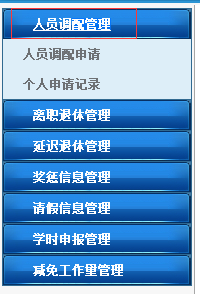 人员调配管理
人员调配申请
个人申请记录
离职退休管理
延迟退休管理
奖惩信息管理
请假信息管理
学时申报管理
减免工作量管理